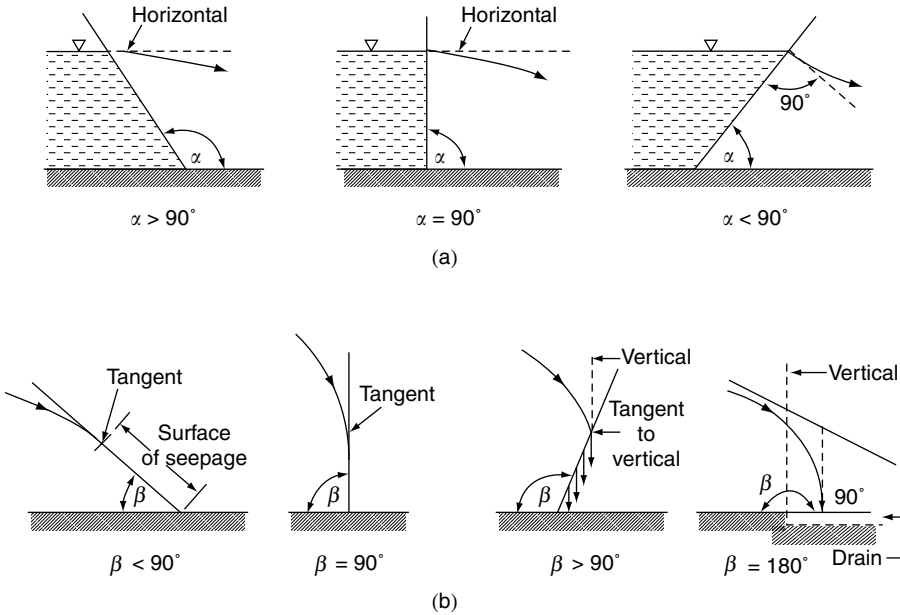 Horizontal
α
α > 90°
Horizontal
α
α = 90°
90°
α
α < 90°
(a)
Tangent
Surface
of seepage
β
β < 90°
Tangent
β
β = 90°
Vertical
Tangent
to
vertical
β
β > 90°
Vertical
β
90°
Drain
β = 180°
(b)